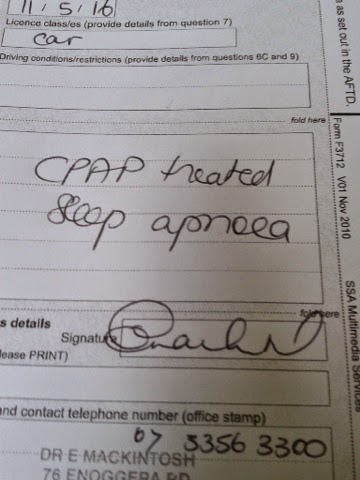 11/5/16
Licence class/es (provide details from question 7)
car
Driving conditions/restrictions (provide details from questions 6C and 9)
fold here
CPAP treated
sleep apnoea
fold here
s details
Signature
lease PRINT)
and contact telephone number (office stamp)
07 3356 3300
DR E MACKINTOSH
76 ENOGGERA RD
as set out in the AFTD.
Form F3712 V01 Nov 2010
SSA Multimedia Services